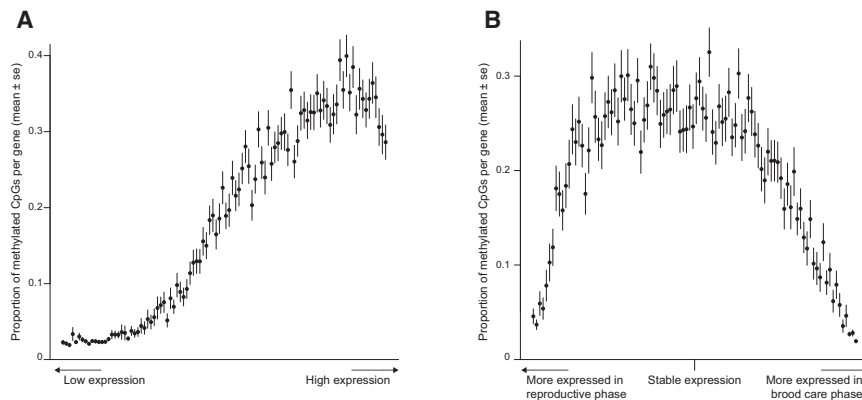 A
Proportion of methylated CpGs per gene (mean ± se)
0.4
0.3
0.2
0.1
0
Low expression
High expression
B
Proportion of methylated CpGs per gene (mean ± se)
0.3
0.2
0.1
0
More expressed in
reproductive phase
Stable expression
More expressed in
brood care phase